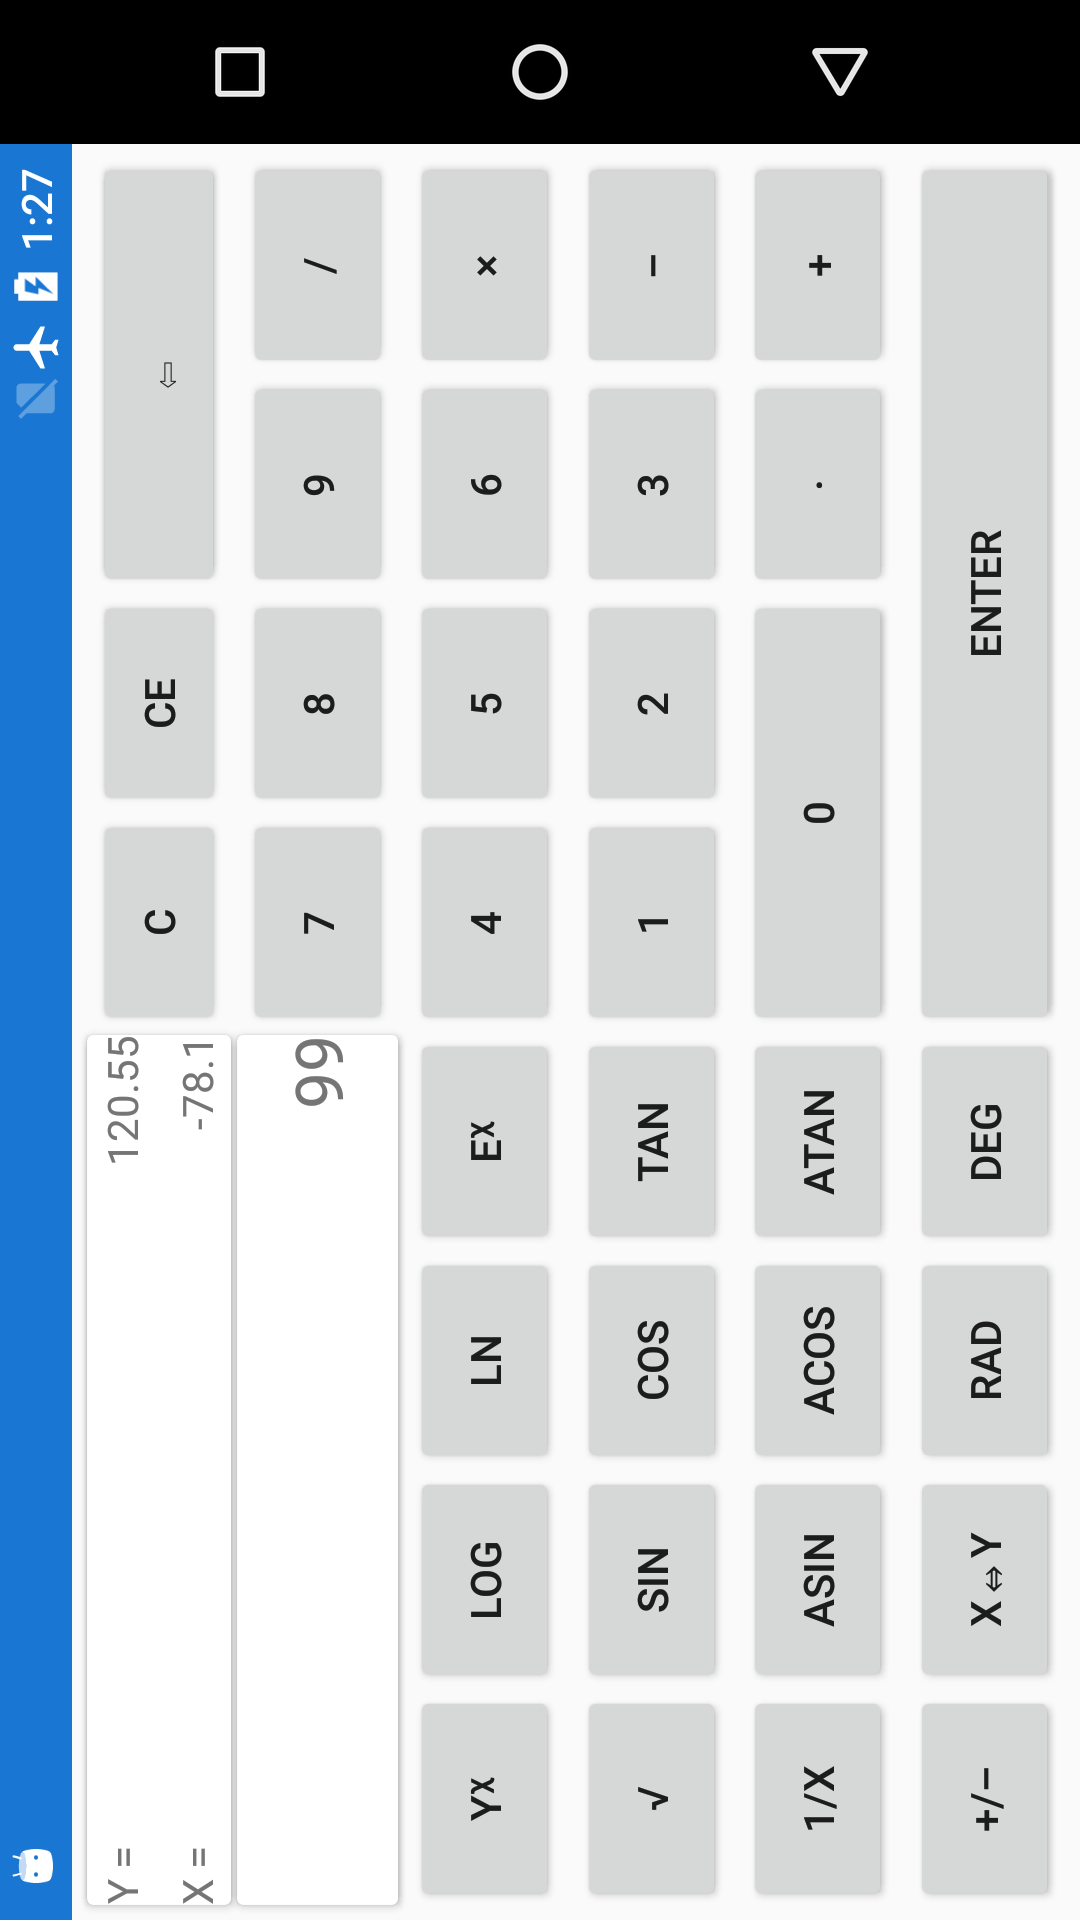 1:27
Y = 120.55
X = -78.1
C CE ⇦
99
7 8 9 /
Yˣ LOG LN Eˣ 4 5 6 ×
√ SIN COS TAN 1 2 3 −
1/X ASIN ACOS ATAN 0 . +
+/− X⇔Y RAD DEG ENTER